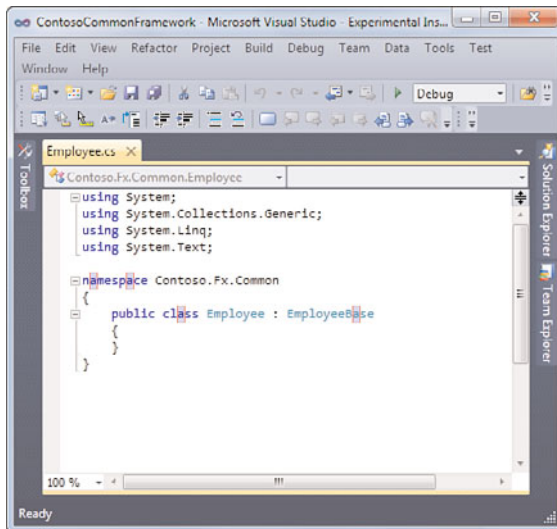 ContosoCommonFramework - Microsoft Visual Studio - Experimental Ins...
File Edit View Refactor Project Build Debug Team Data Tools Test
Window Help
Debug
Toolbox
Employee.cs
Contoso.Fx.Common.Employee
using System;
using System.Collections.Generic;
using System.Linq;
using System.Text;
namespace Contoso.Fx.Common
{
public class Employee : EmployeeBase
{
}
}
Solution Explorer
Team Explorer
100 %
Ready